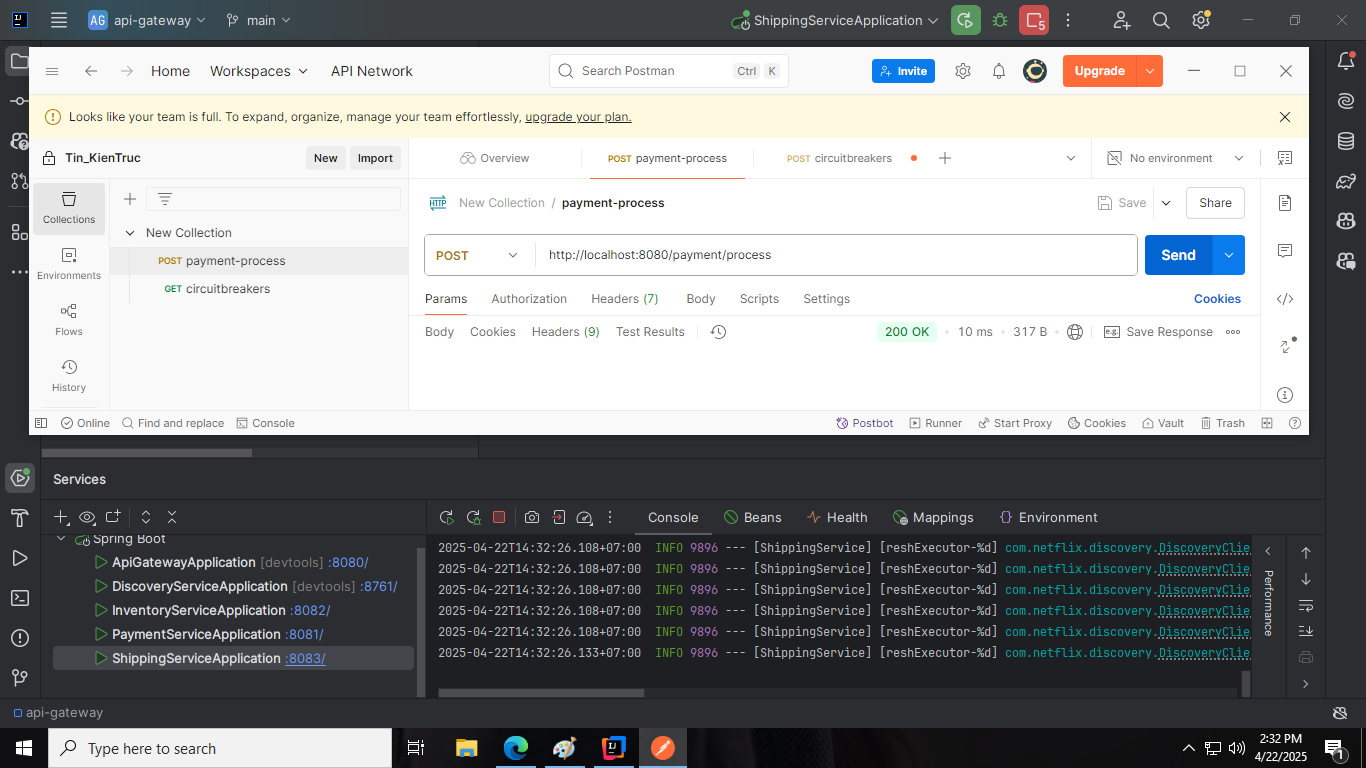 AG api-gateway main ShippingServiceApplication 5
Home Workspaces API Network Search Postman Ctrl K Invite Upgrade
Looks like your team is full. To expand, organize, manage your team effortlessly, upgrade your plan.
Tin_KienTruc New Import Overview POST payment-process POST circuitbreakers No environment
Collections
New Collection
HTTP New Collection / payment-process Save Share
POST payment-process
GET circuitbreakers
Environments
Flows
History
POST http://localhost:8080/payment/process Send
Params Authorization Headers (7) Body Scripts Settings Cookies
Body Cookies Headers (9) Test Results 200 OK 10 ms 317 B e.g. Save Response
Online Find and replace Console Postbot Runner Start Proxy Cookies Vault Trash
Services
Console Beans Health Mappings Environment
Spring Boot
ApiGatewayApplication [devtools] :8080/
DiscoveryServiceApplication [devtools] :8761/
InventoryServiceApplication :8082/
PaymentServiceApplication :8081/
ShippingServiceApplication :8083/
2025-04-22T14:32:26.108+07:00 INFO 9896 --- [ShippingService] [reshExecutor-%d] com.netflix.discovery.DiscoveryClie
2025-04-22T14:32:26.108+07:00 INFO 9896 --- [ShippingService] [reshExecutor-%d] com.netflix.discovery.DiscoveryClie
2025-04-22T14:32:26.108+07:00 INFO 9896 --- [ShippingService] [reshExecutor-%d] com.netflix.discovery.DiscoveryClie
2025-04-22T14:32:26.108+07:00 INFO 9896 --- [ShippingService] [reshExecutor-%d] com.netflix.discovery.DiscoveryClie
2025-04-22T14:32:26.108+07:00 INFO 9896 --- [ShippingService] [reshExecutor-%d] com.netflix.discovery.DiscoveryClie
2025-04-22T14:32:26.133+07:00 INFO 9896 --- [ShippingService] [reshExecutor-%d] com.netflix.discovery.DiscoveryClie
Performance
api-gateway
Type here to search
2:32 PM
4/22/2025
1